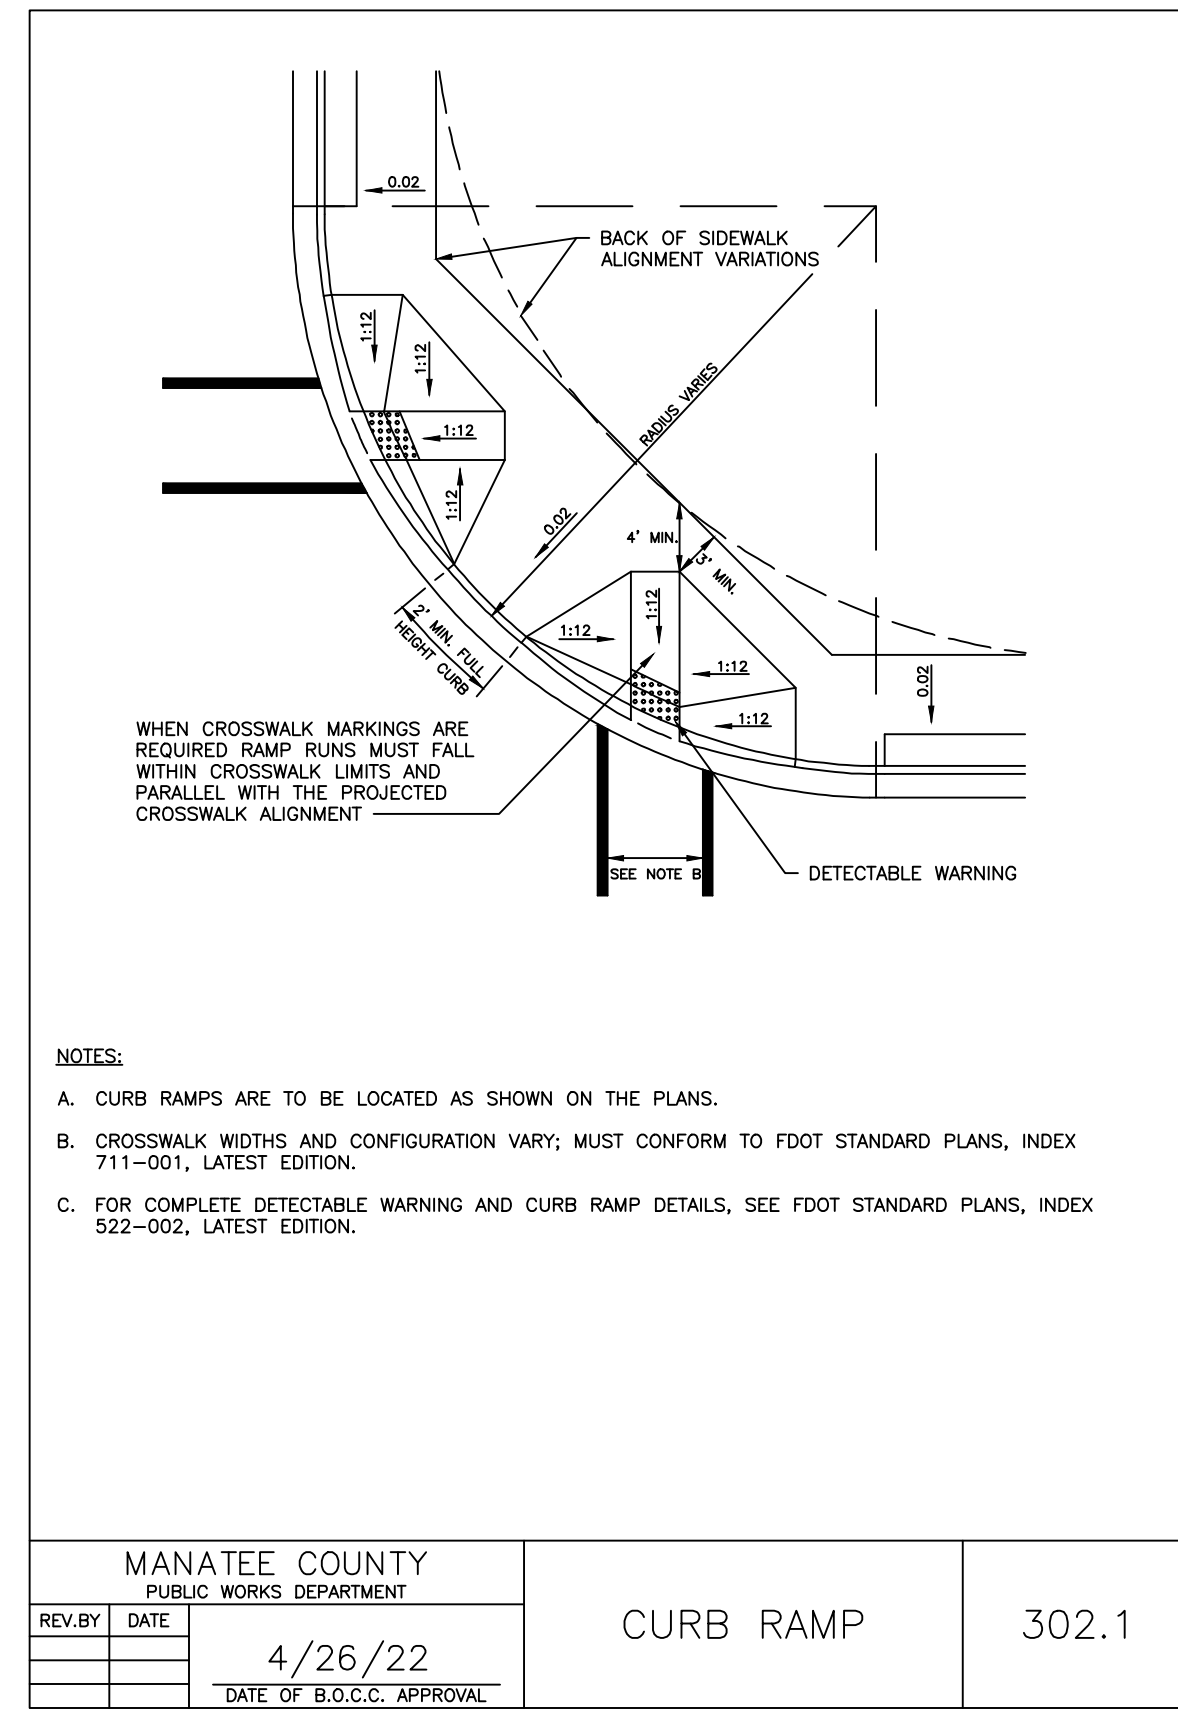 0.02
BACK OF SIDEWALK
ALIGNMENT VARIATIONS
1:12
1:12
RADIUS VARIES
1:12
1:12
0.02
4' MIN.
3' MIN.
1:12
1:12
1:12
1:12
0.02
2' MIN. FULL
HEIGHT CURB
WHEN CROSSWALK MARKINGS ARE
REQUIRED RAMP RUNS MUST FALL
WITHIN CROSSWALK LIMITS AND
PARALLEL WITH THE PROJECTED
CROSSWALK ALIGNMENT
SEE NOTE B
DETECTABLE WARNING
NOTES:
A. CURB RAMPS ARE TO BE LOCATED AS SHOWN ON THE PLANS.
B. CROSSWALK WIDTHS AND CONFIGURATION VARY; MUST CONFORM TO FDOT STANDARD PLANS, INDEX
711-001, LATEST EDITION.
C. FOR COMPLETE DETECTABLE WARNING AND CURB RAMP DETAILS, SEE FDOT STANDARD PLANS, INDEX
522-002, LATEST EDITION.
MANATEE COUNTY
PUBLIC WORKS DEPARTMENT
REV.BY DATE
4/26/22
DATE OF B.O.C.C. APPROVAL
CURB RAMP
302.1